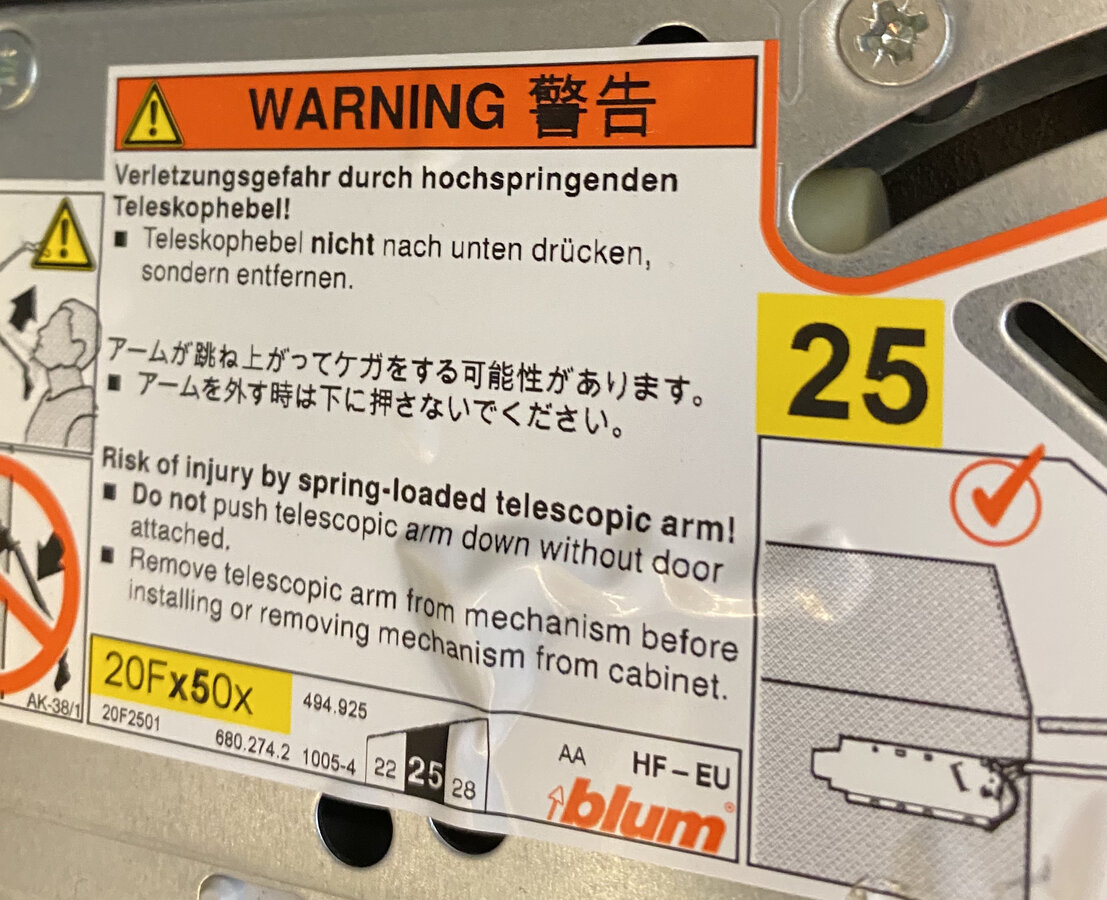 WARNING 警告
Verletzungsgefahr durch hochspringenden
Teleskophebel!
■ Teleskophebel nicht nach unten drücken,
sondern entfernen.
アームが跳ね上がってケガをする可能性があります。
■ アームを外す時は下に押さないでください。
Risk of injury by spring-loaded telescopic arm!
■ Do not push telescopic arm down without door
attached.
■ Remove telescopic arm from mechanism before
installing or removing mechanism from cabinet.
25
AK-38/1
20Fx50x
20F2501
494.925
680.274.2 1005-4
22 25 28
AA HF – EU
blum®